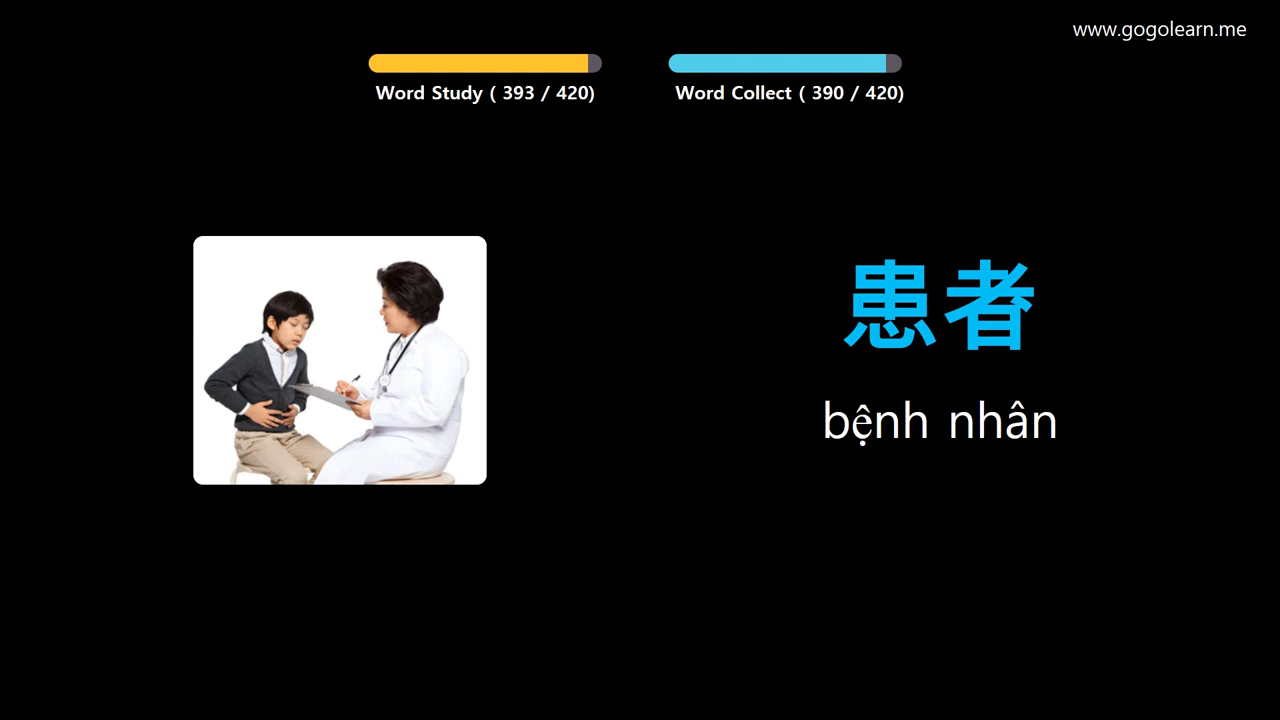 www.gogolearn.me
Word Study ( 393 / 420)
Word Collect ( 390 / 420)
患者
bệnh nhân